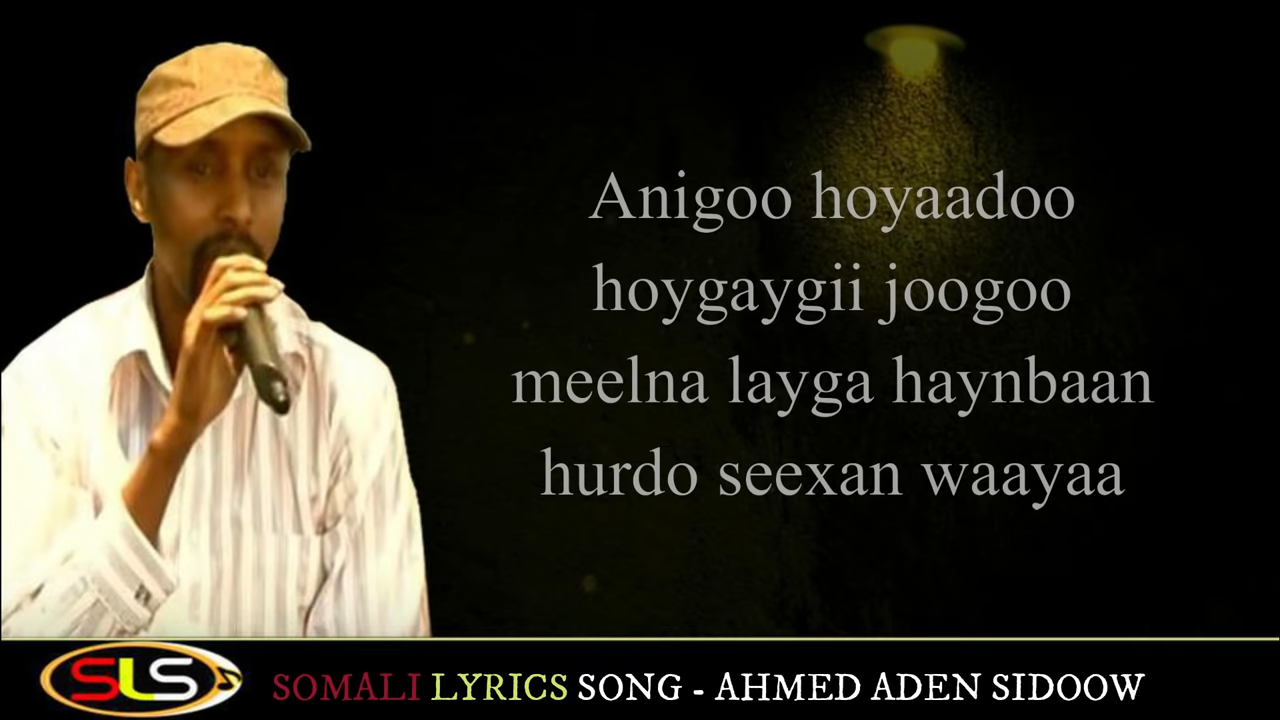 Anigoo hoyaadoo
hoygaygii joogoo
meelna layga haynbaan
hurdo seexan waayaa
SLS
SOMALI LYRICS SONG - AHMED ADEN SIDOOW